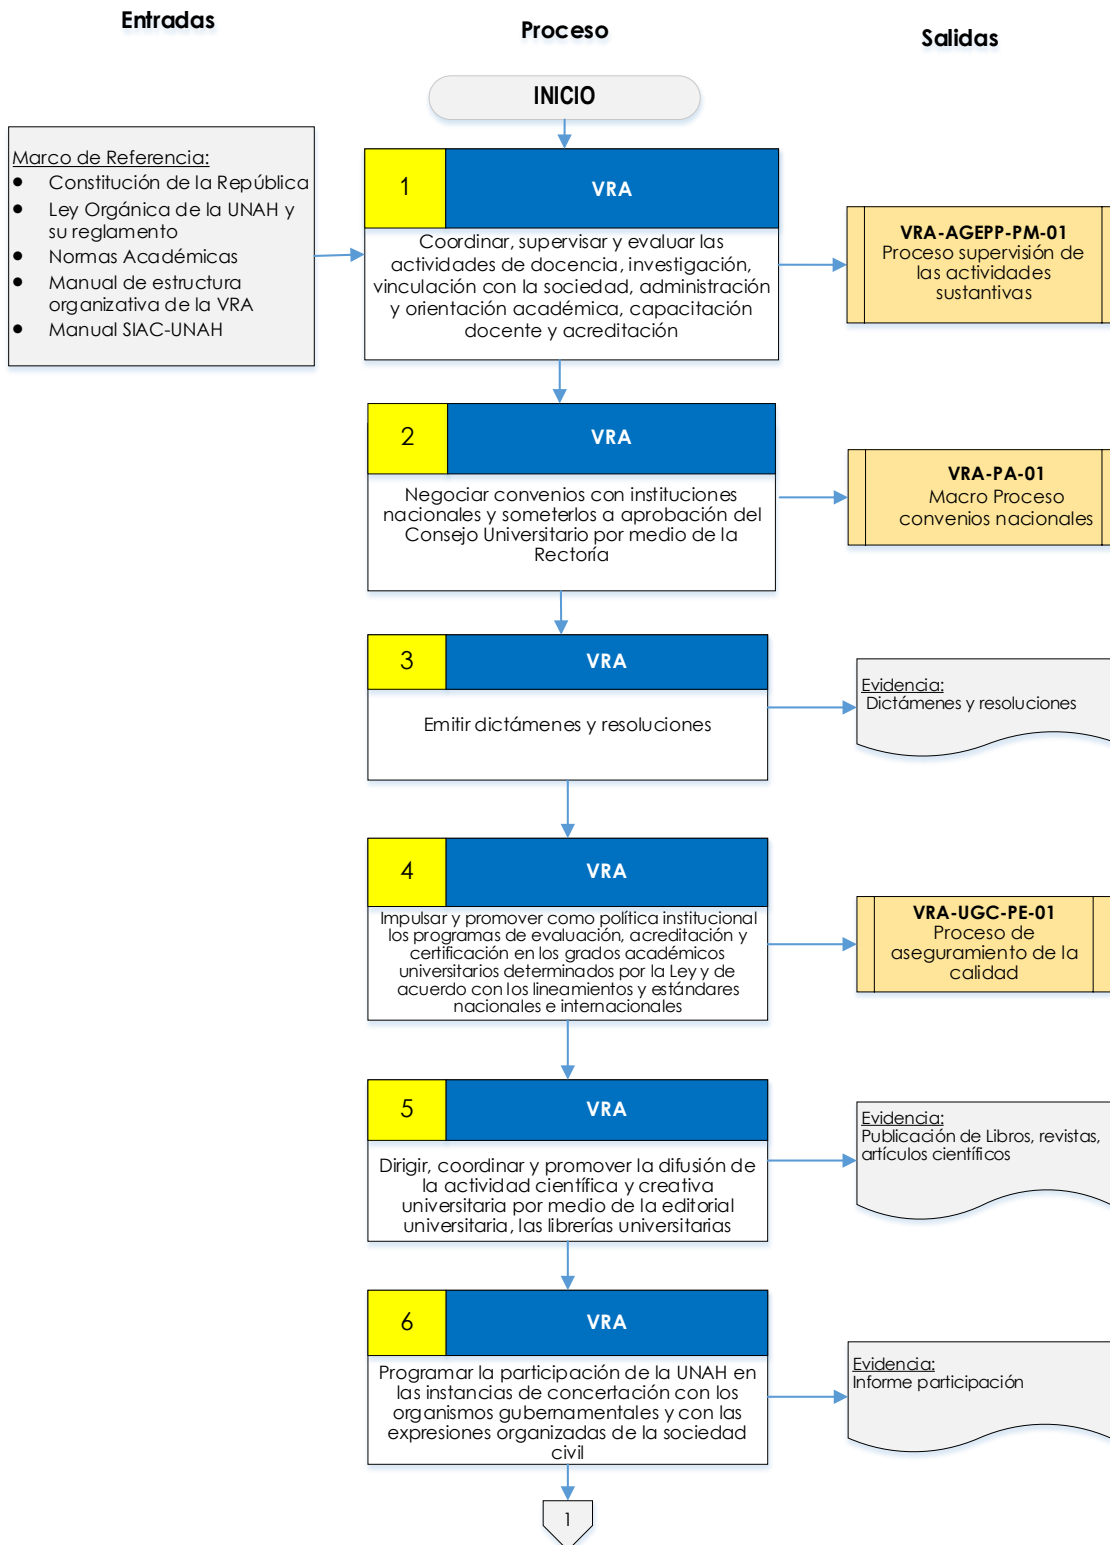 Entradas
Proceso
Salidas
INICIO
Marco de Referencia:
• Constitución de la República
• Ley Orgánica de la UNAH y
su reglamento
• Normas Académicas
• Manual de estructura
organizativa de la VRA
• Manual SIAC-UNAH
1
VRA
Coordinar, supervisar y evaluar las
actividades de docencia, investigación,
vinculación con la sociedad, administración
y orientación académica, capacitación
docente y acreditación
VRA-AGEPP-PM-01
Proceso supervisión de
las actividades
sustantivas
2
VRA
Negociar convenios con instituciones
nacionales y someterlos a aprobación del
Consejo Universitario por medio de la
Rectoría
VRA-PA-01
Macro Proceso
convenios nacionales
3
VRA
Emitir dictámenes y resoluciones
Evidencia:
Dictámenes y resoluciones
4
VRA
Impulsar y promover como política institucional
los programas de evaluación, acreditación y
certificación en los grados académicos
universitarios determinados por la Ley y de
acuerdo con los lineamientos y estándares
nacionales e internacionales
VRA-UGC-PE-01
Proceso de
aseguramiento de la
calidad
5
VRA
Dirigir, coordinar y promover la difusión de
la actividad científica y creativa
universitaria por medio de la editorial
universitaria, las librerías universitarias
Evidencia:
Publicación de Libros, revistas,
artículos científicos
6
VRA
Programar la participación de la UNAH en
las instancias de concertación con los
organismos gubernamentales y con las
expresiones organizadas de la sociedad
civil
Evidencia:
Informe participación
1